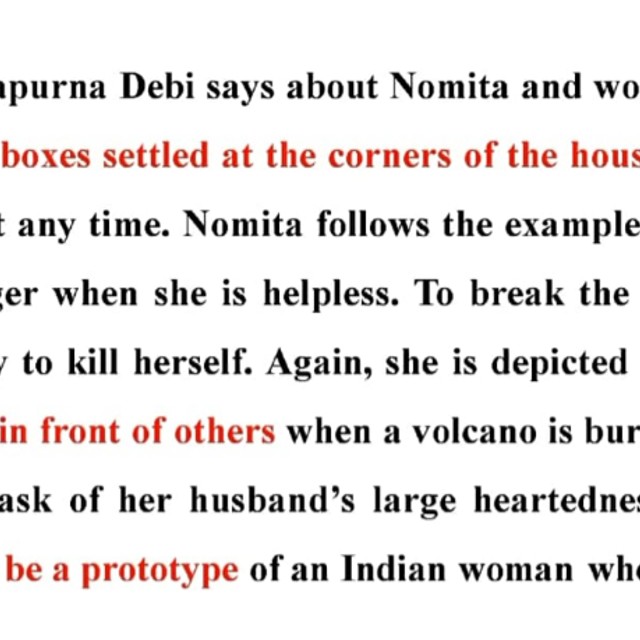 apurna Debi says about Nomita and wo
boxes settled at the corners of the hous
t any time. Nomita follows the example
ger when she is helpless. To break the
y to kill herself. Again, she is depicted
in front of others when a volcano is bur
ask of her husband’s large heartednes
be a prototype of an Indian woman who